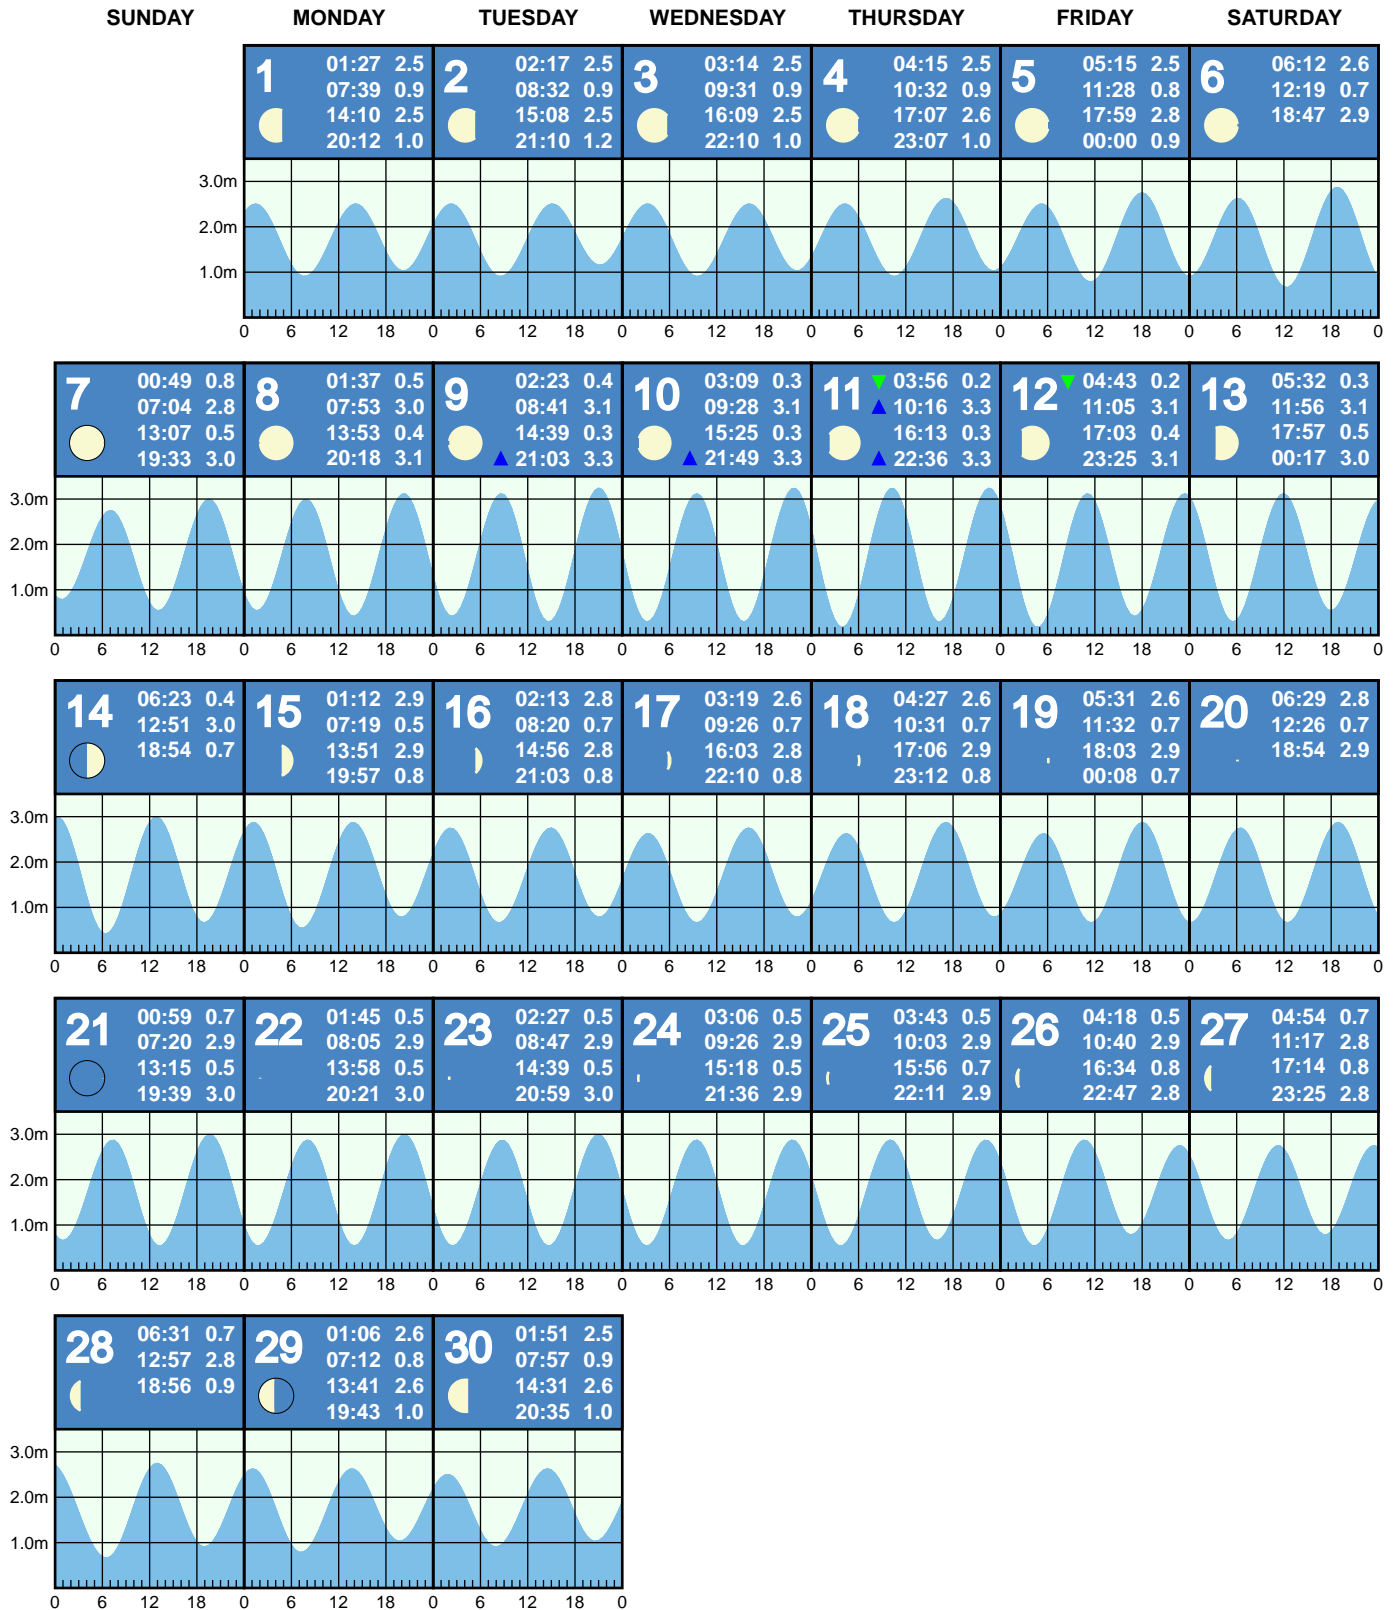 SUNDAY MONDAY TUESDAY WEDNESDAY THURSDAY FRIDAY SATURDAY
1 01:27 2.5
07:39 0.9
14:10 2.5
20:12 1.0
2 02:17 2.5
08:32 0.9
15:08 2.5
21:10 1.2
3 03:14 2.5
09:31 0.9
16:09 2.5
22:10 1.0
4 04:15 2.5
10:32 0.9
17:07 2.6
23:07 1.0
5 05:15 2.5
11:28 0.8
17:59 2.8
00:00 0.9
6 06:12 2.6
12:19 0.7
18:47 2.9
3.0m
2.0m
1.0m
0 6 12 18 0 6 12 18 0 6 12 18 0 6 12 18 0 6 12 18 0 6 12 18 0
7 00:49 0.8
07:04 2.8
13:07 0.5
19:33 3.0
8 01:37 0.5
07:53 3.0
13:53 0.4
20:18 3.1
9 02:23 0.4
08:41 3.1
14:39 0.3
21:03 3.3
10 03:09 0.3
09:28 3.1
15:25 0.3
21:49 3.3
11 03:56 0.2
10:16 3.3
16:13 0.3
22:36 3.3
12 04:43 0.2
11:05 3.1
17:03 0.4
23:25 3.1
13 05:32 0.3
11:56 3.1
17:57 0.5
00:17 3.0
3.0m
2.0m
1.0m
0 6 12 18 0 6 12 18 0 6 12 18 0 6 12 18 0 6 12 18 0 6 12 18 0 6 12 18 0
14 06:23 0.4
12:51 3.0
18:54 0.7
15 01:12 2.9
07:19 0.5
13:51 2.9
19:57 0.8
16 02:13 2.8
08:20 0.7
14:56 2.8
21:03 0.8
17 03:19 2.6
09:26 0.7
16:03 2.8
22:10 0.8
18 04:27 2.6
10:31 0.7
17:06 2.9
23:12 0.8
19 05:31 2.6
11:32 0.7
18:03 2.9
00:08 0.7
20 06:29 2.8
12:26 0.7
18:54 2.9
3.0m
2.0m
1.0m
0 6 12 18 0 6 12 18 0 6 12 18 0 6 12 18 0 6 12 18 0 6 12 18 0 6 12 18 0
21 00:59 0.7
07:20 2.9
13:15 0.5
19:39 3.0
22 01:45 0.5
08:05 2.9
13:58 0.5
20:21 3.0
23 02:27 0.5
08:47 2.9
14:39 0.5
20:59 3.0
24 03:06 0.5
09:26 2.9
15:18 0.5
21:36 2.9
25 03:43 0.5
10:03 2.9
15:56 0.7
22:11 2.9
26 04:18 0.5
10:40 2.9
16:34 0.8
22:47 2.8
27 04:54 0.7
11:17 2.8
17:14 0.8
23:25 2.8
3.0m
2.0m
1.0m
0 6 12 18 0 6 12 18 0 6 12 18 0 6 12 18 0 6 12 18 0 6 12 18 0 6 12 18 0
28 06:31 0.7
12:57 2.8
18:56 0.9
29 01:06 2.6
07:12 0.8
13:41 2.6
19:43 1.0
30 01:51 2.5
07:57 0.9
14:31 2.6
20:35 1.0
3.0m
2.0m
1.0m
0 6 12 18 0 6 12 18 0 6 12 18 0